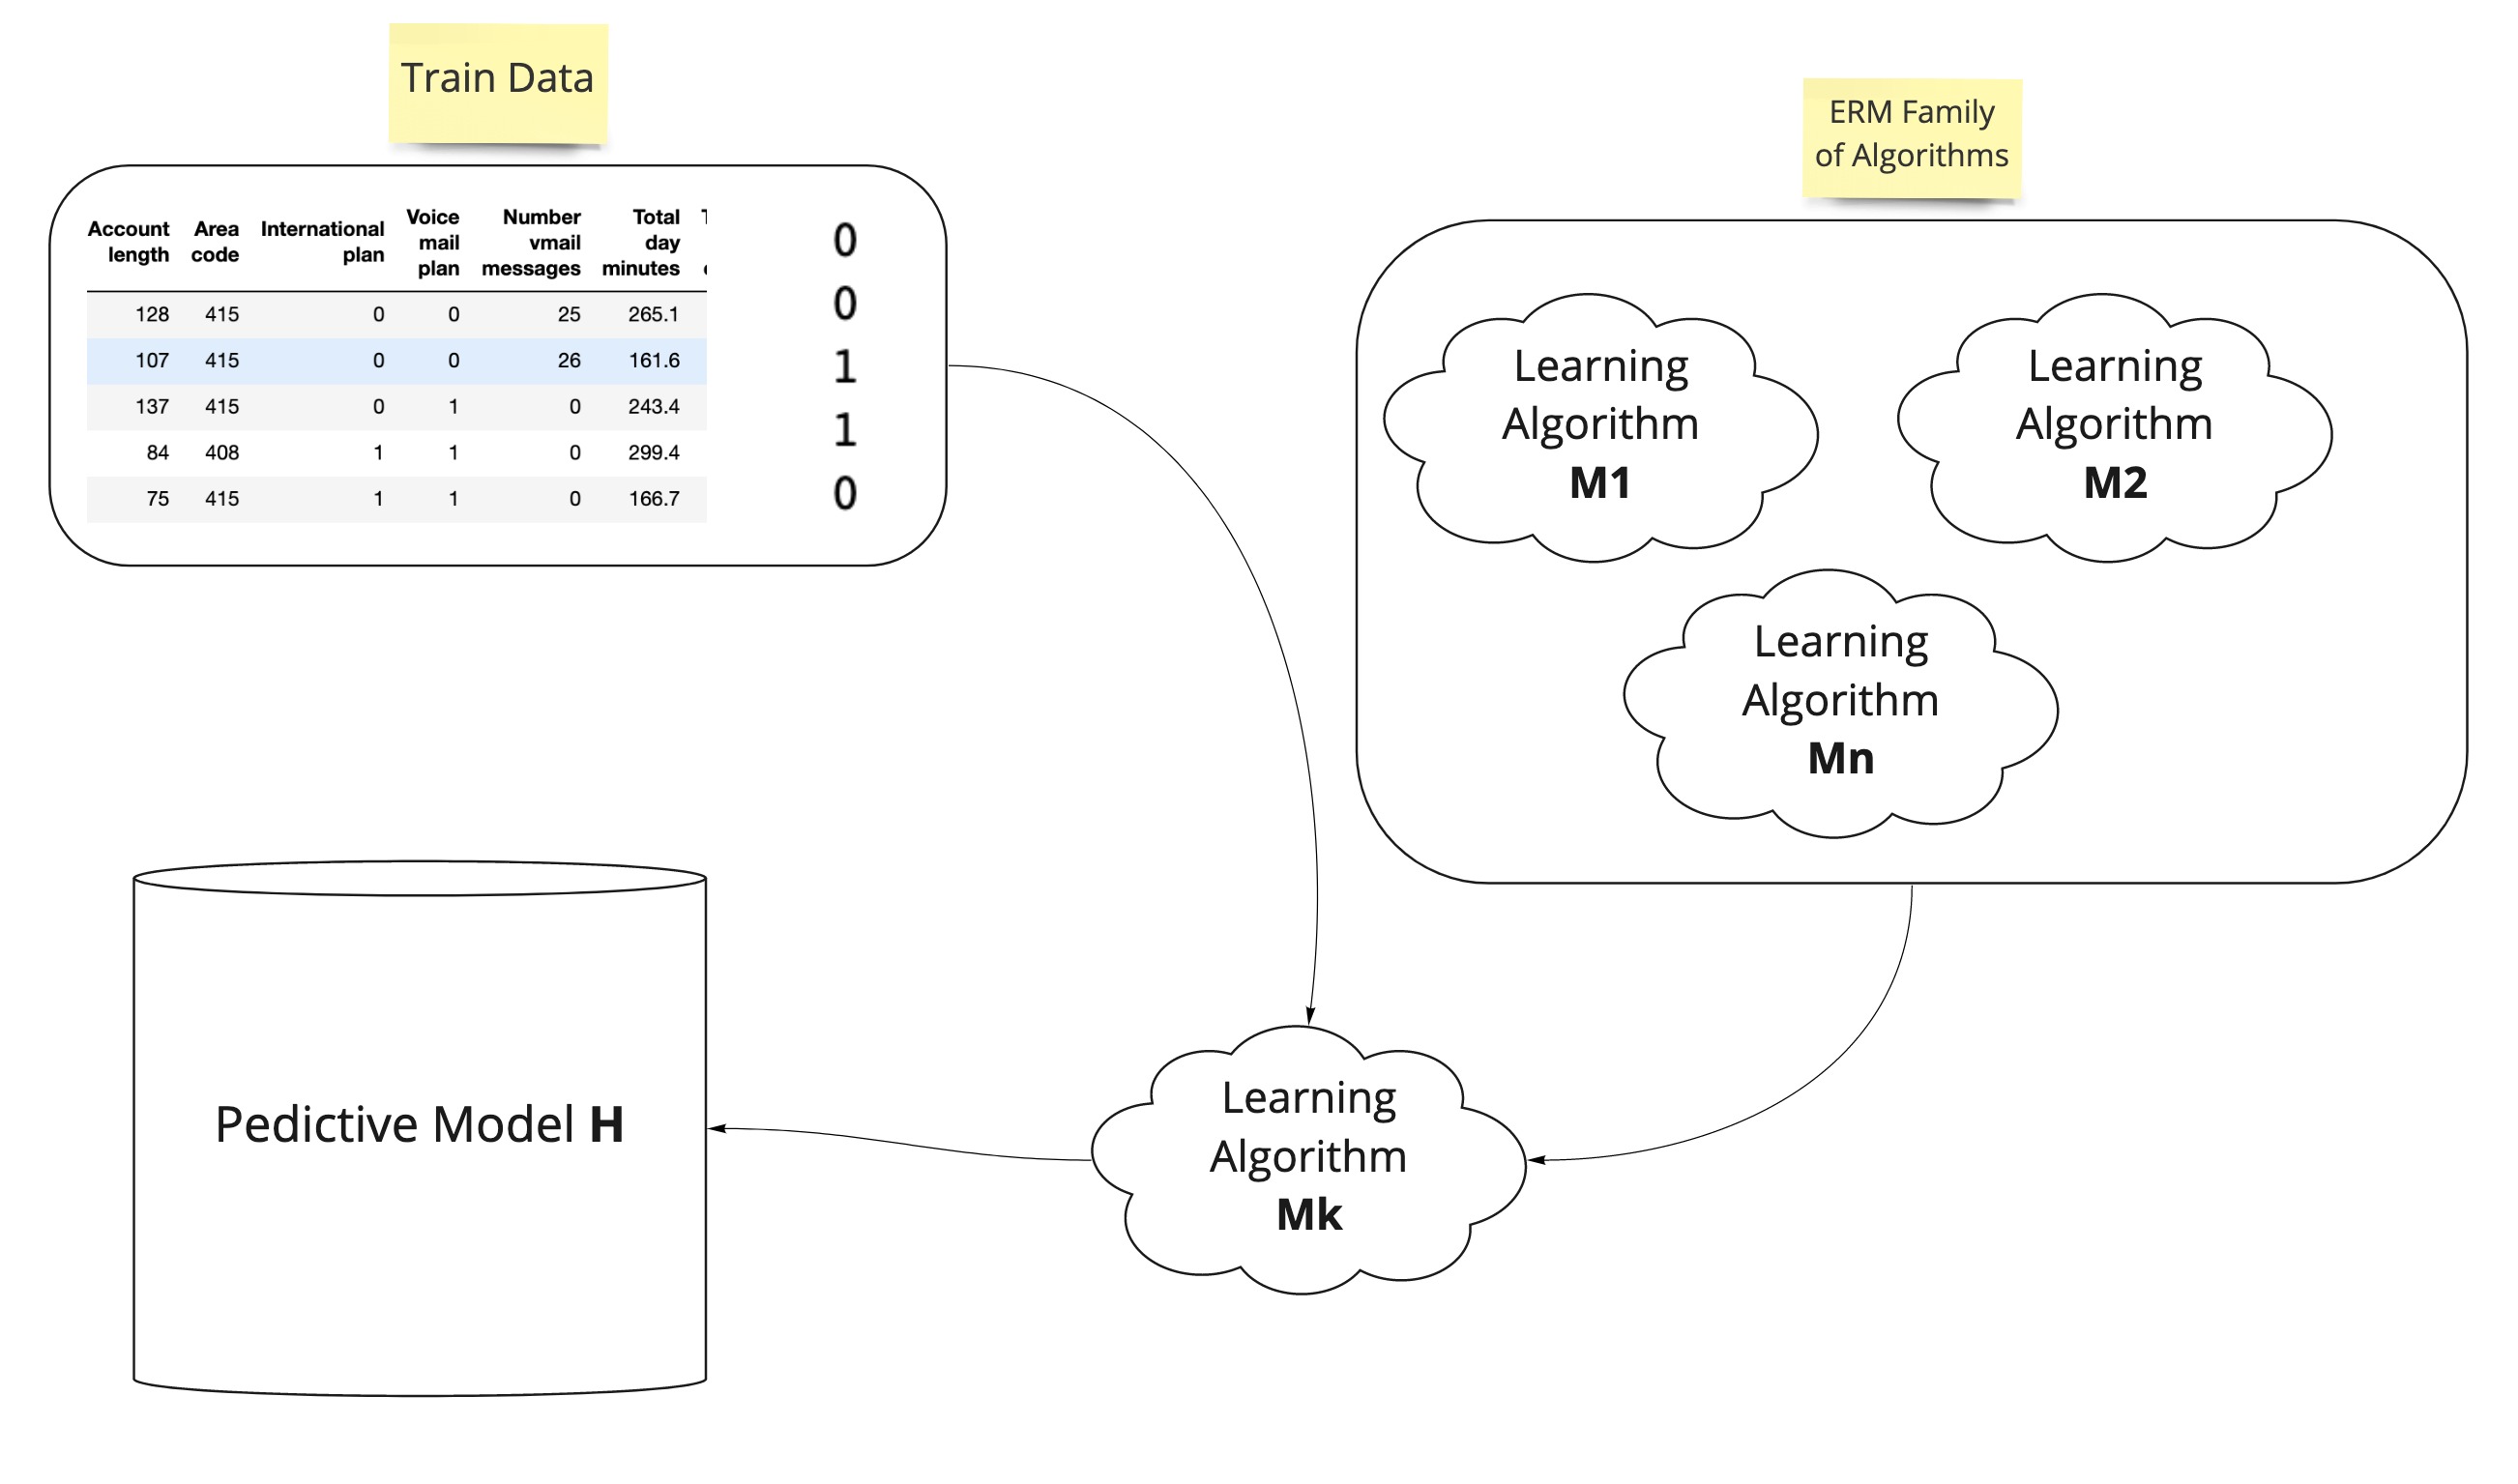 Train Data
ERM Family
of Algorithms
Account length Area code International plan Voice mail plan Number vmail messages Total day minutes
128 415 0 0 25 265.1
107 415 0 0 26 161.6
137 415 0 1 0 243.4
84 408 1 1 0 299.4
75 415 1 1 0 166.7
0
0
1
1
0
Learning
Algorithm
M1
Learning
Algorithm
M2
Learning
Algorithm
Mn
Learning
Algorithm
Mk
Pedictive Model H